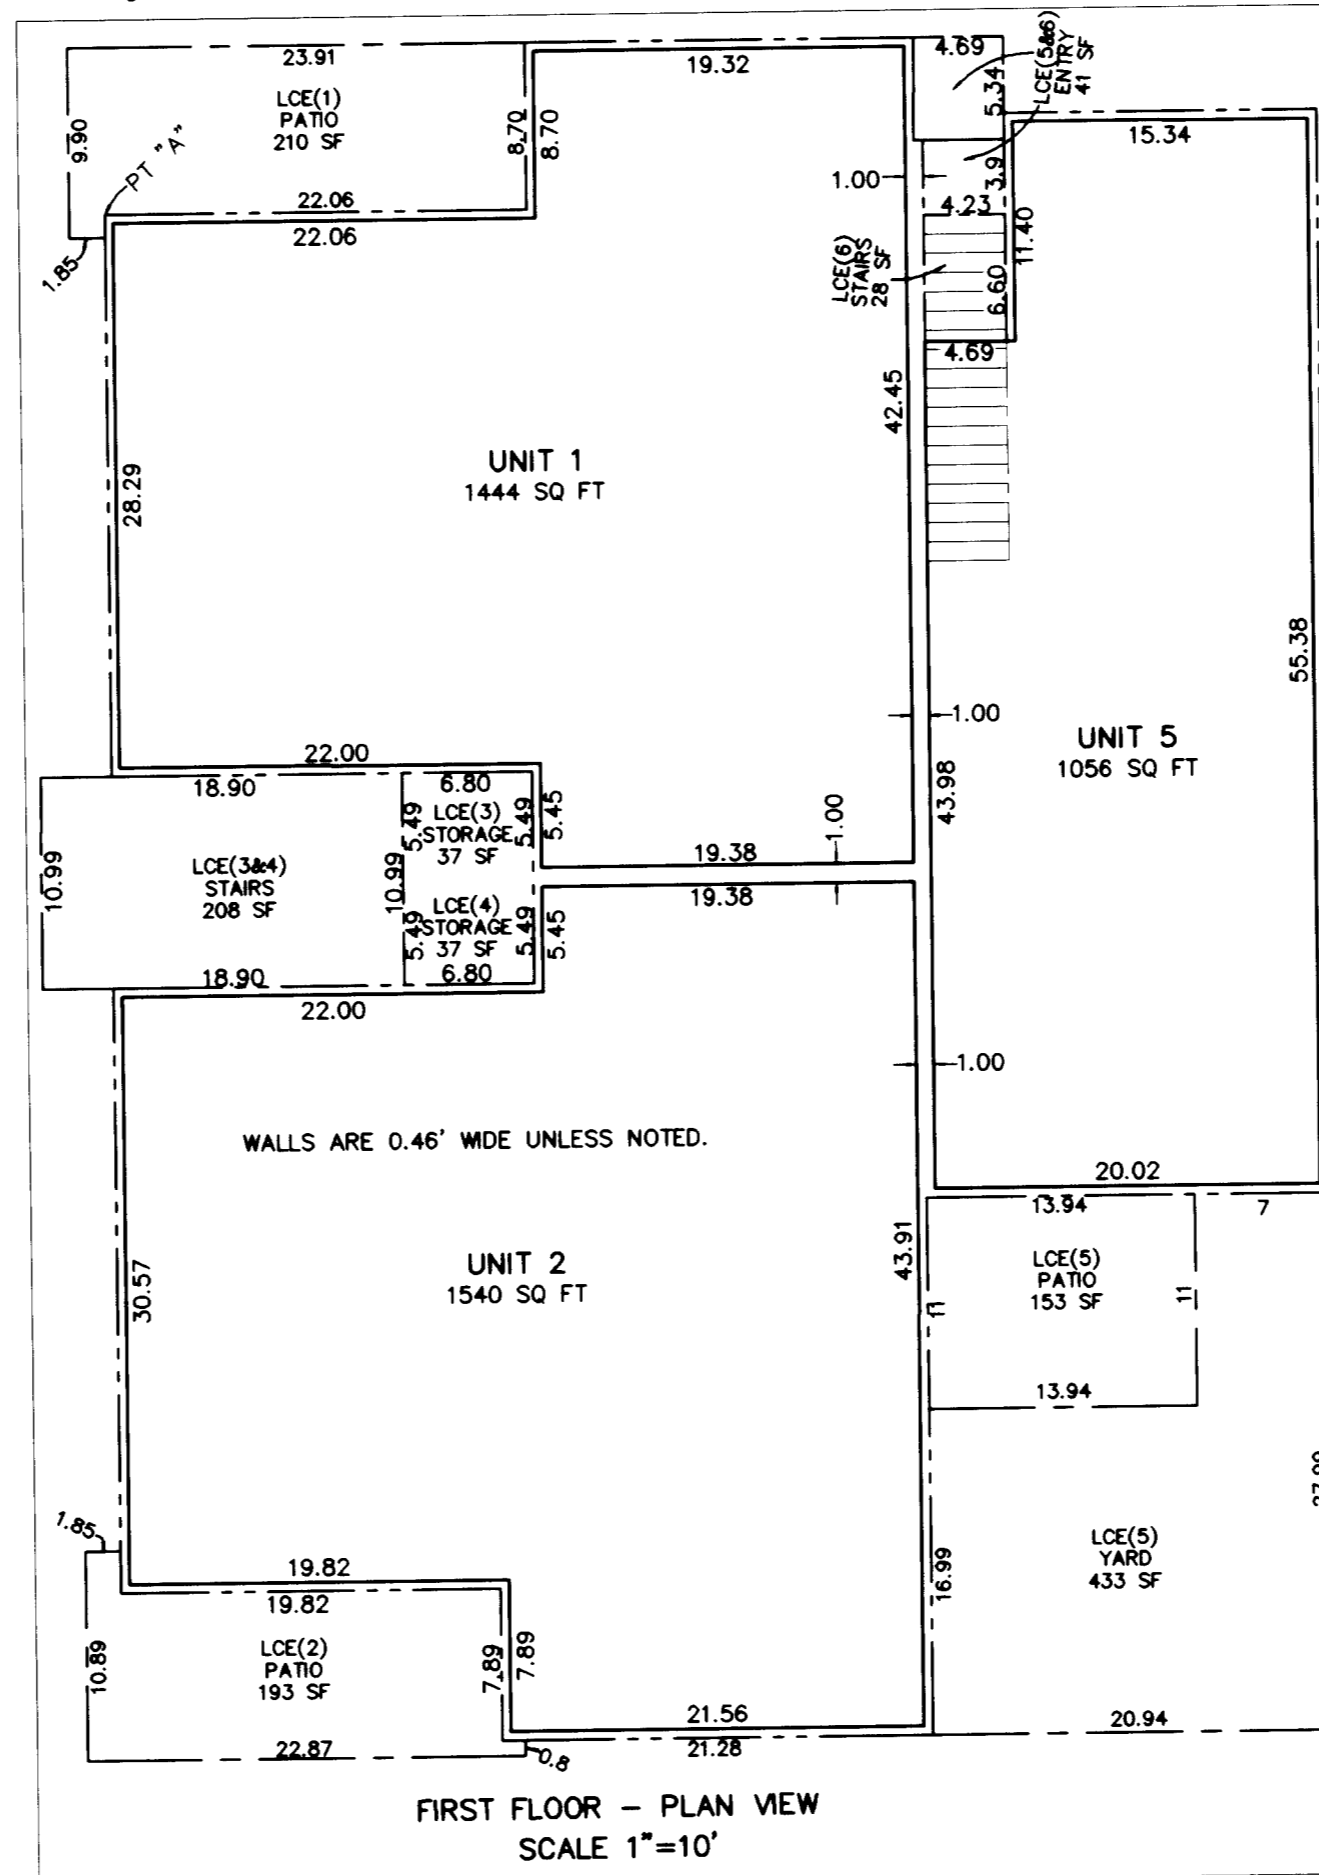 23.91
LCE(1)
PATIO
210 SF
9.90
PT "A"
8.70
8.70
22.06
22.06
1.85
19.32
4.69
5.34
LCE(5&6)
ENTRY
41 SF
15.34
1.00
3.9
4.23
11.40
LCE(6)
STAIRS
28 SF
6.60
4.69
42.45
UNIT 1
1444 SQ FT
28.29
55.38
1.00
UNIT 5
1056 SQ FT
43.98
22.00
18.90
6.80
LCE(3)
STORAGE
37 SF
5.49
5.49
5.45
1.00
19.38
19.38
10.99
LCE(3&4)
STAIRS
208 SF
10.99
LCE(4)
STORAGE
37 SF
5.49
5.49
5.45
18.90
6.80
22.00
1.00
WALLS ARE 0.46' WIDE UNLESS NOTED.
20.02
13.94
7
43.91
UNIT 2
1540 SQ FT
30.57
LCE(5)
PATIO
153 SF
11
11
13.94
1.85
19.82
19.82
16.99
LCE(5)
YARD
433 SF
10.89
LCE(2)
PATIO
193 SF
7.89
7.89
21.56
21.28
20.94
22.87
0.8
FIRST FLOOR – PLAN VIEW
SCALE 1"=10'